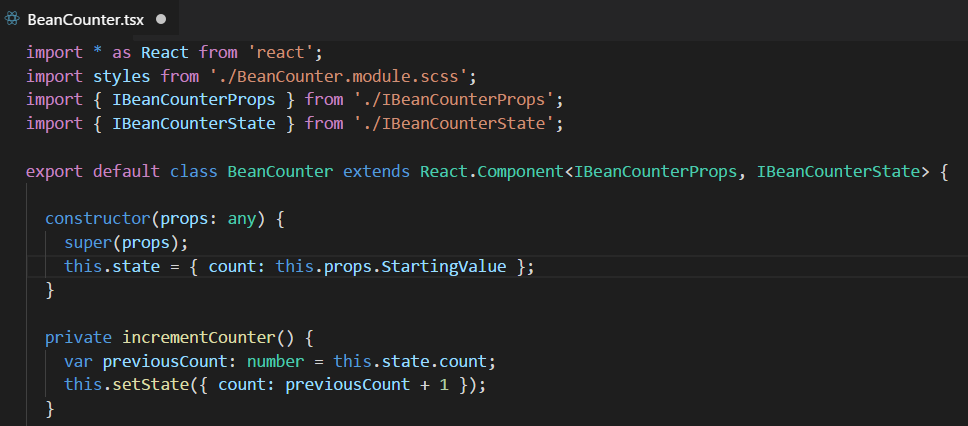 BeanCounter.tsx
import * as React from 'react';
import styles from './BeanCounter.module.scss';
import { IBeanCounterProps } from './IBeanCounterProps';
import { IBeanCounterState } from './IBeanCounterState';
export default class BeanCounter extends React.Component<IBeanCounterProps, IBeanCounterState> {
constructor(props: any) {
super(props);
this.state = { count: this.props.StartingValue };
}
private incrementCounter() {
var previousCount: number = this.state.count;
this.setState({ count: previousCount + 1 });
}